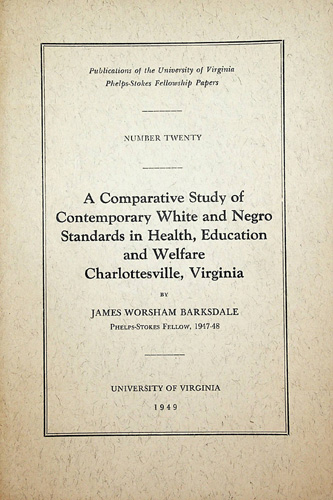 Publications of the University of Virginia
Phelps-Stokes Fellowship Papers
NUMBER TWENTY
A Comparative Study of
Contemporary White and Negro
Standards in Health, Education
and Welfare
Charlottesville, Virginia
BY
JAMES WORSHAM BARKSDALE
PHELPS-STOKES FELLOW, 1947-48
UNIVERSITY OF VIRGINIA
1949